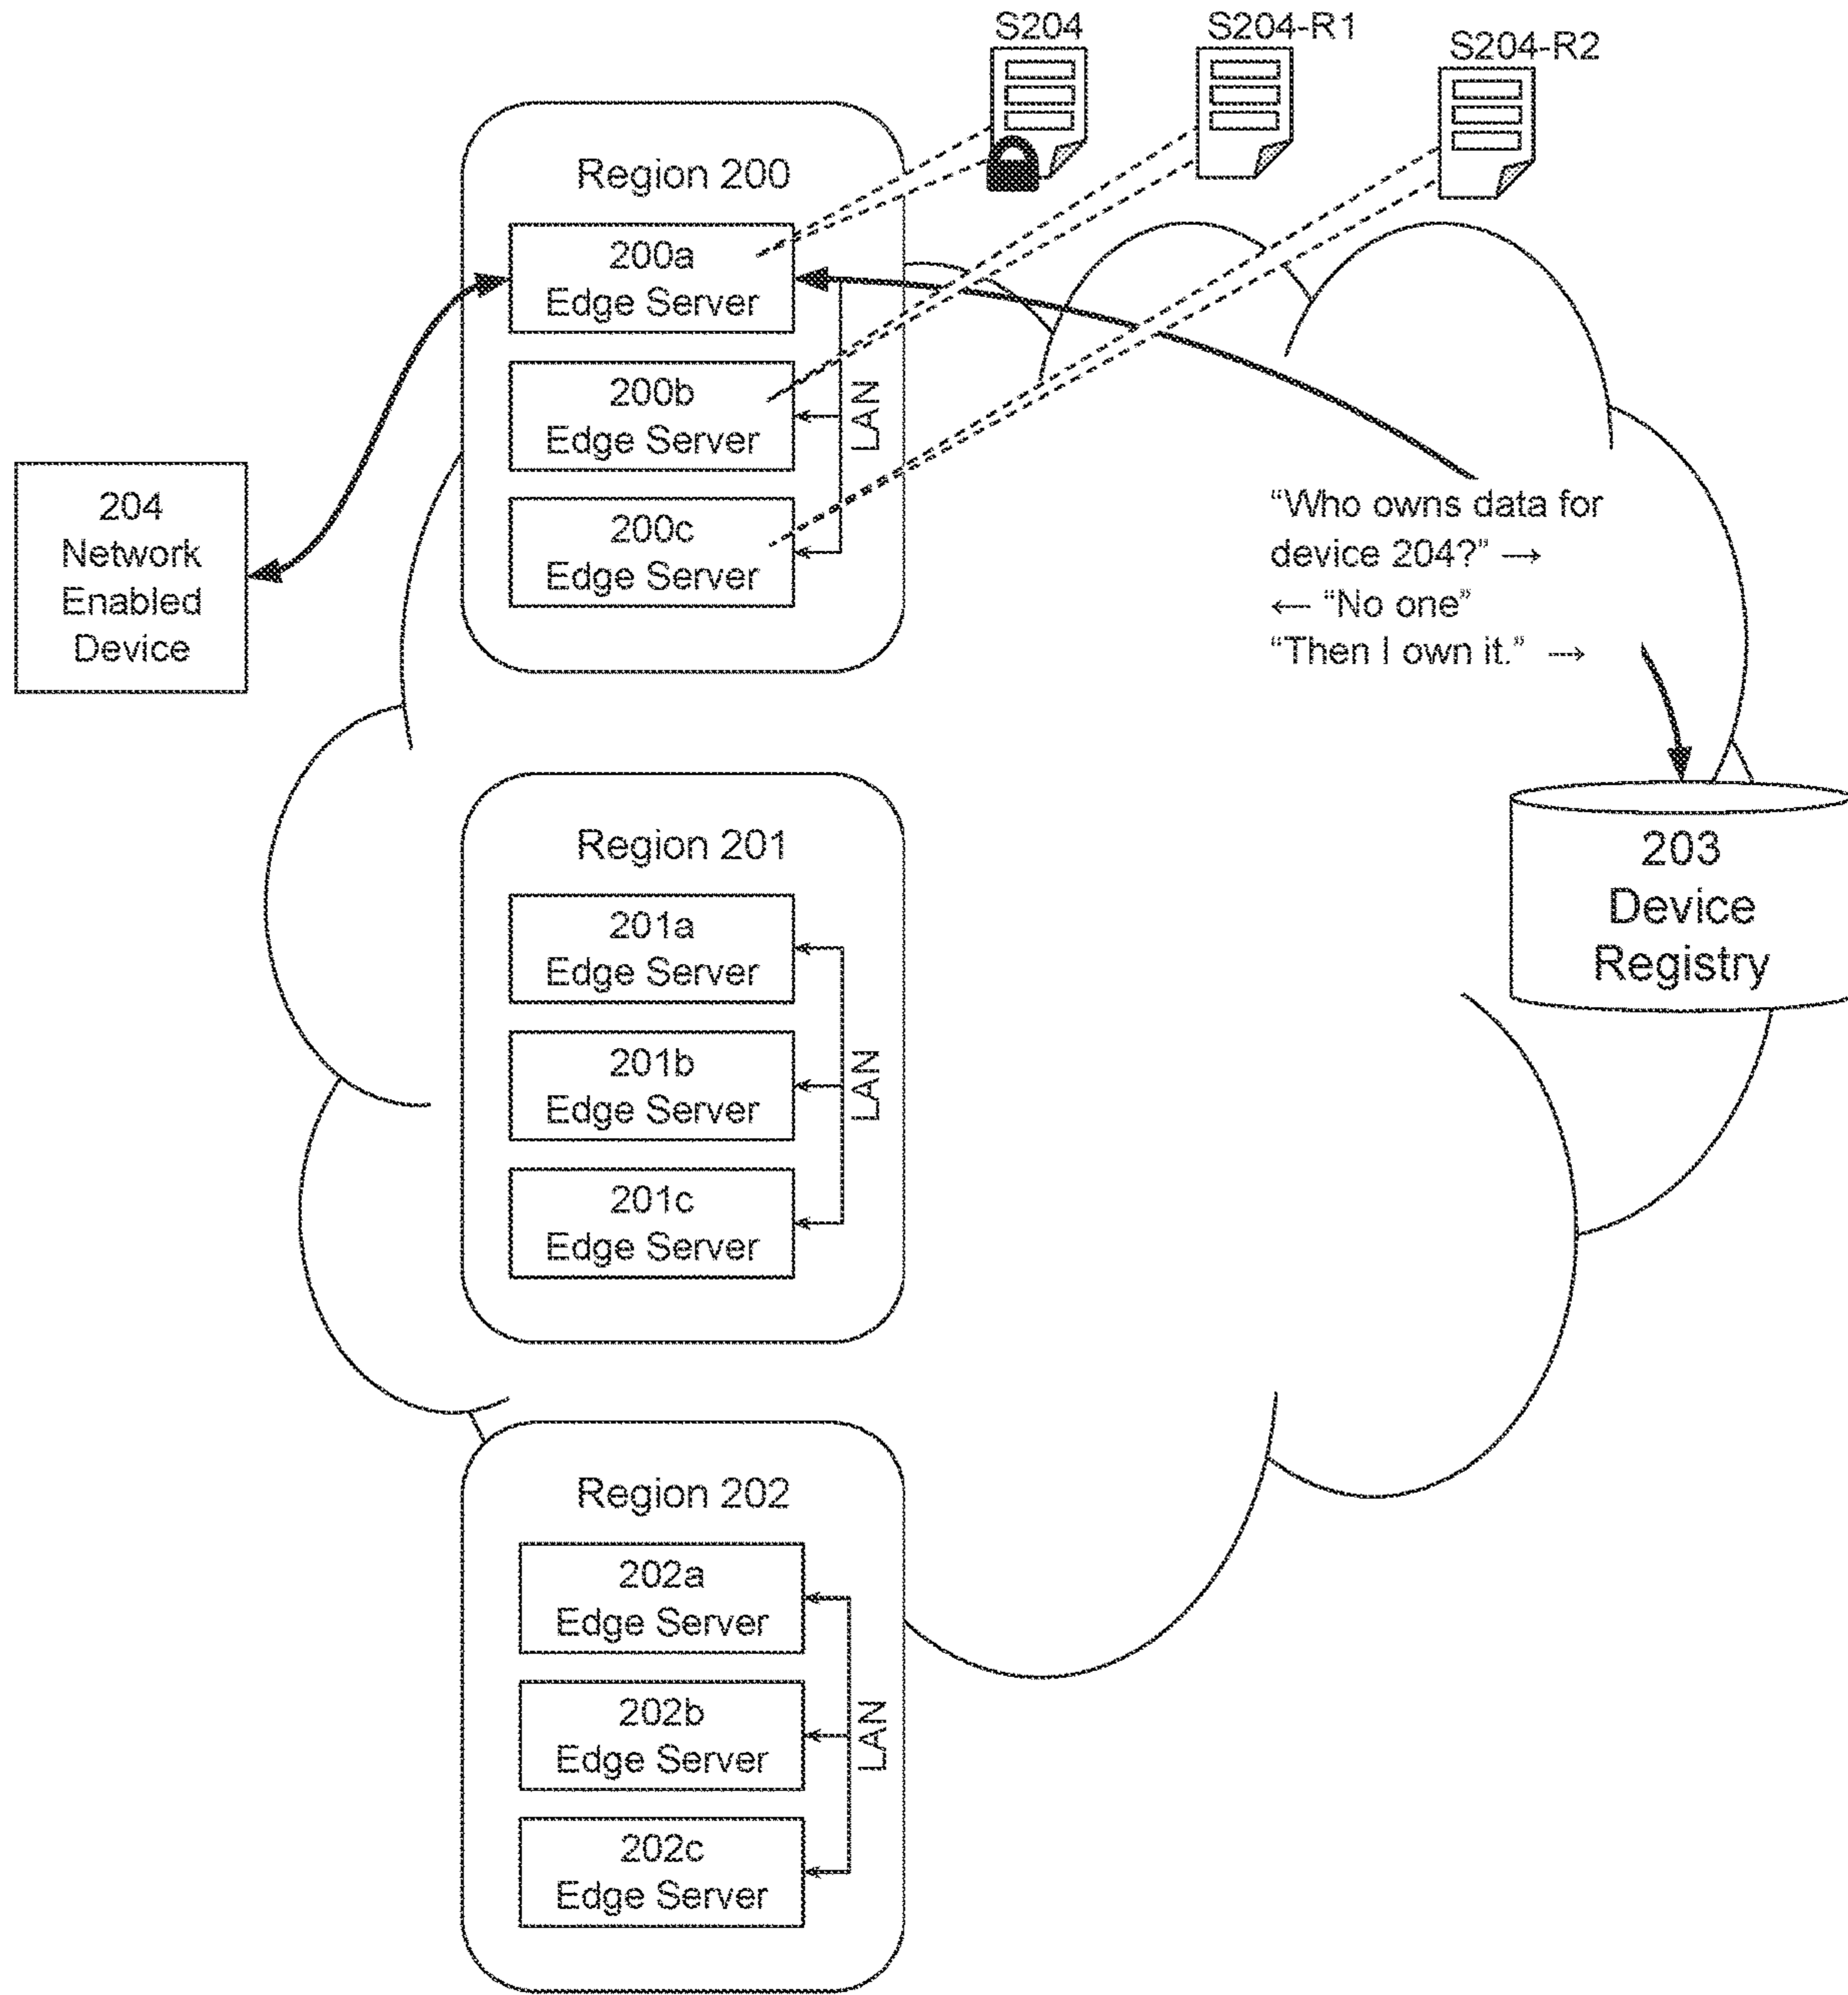 S204
S204-R1
S204-R2
Region 200
200a
Edge Server
200b
Edge Server
200c
Edge Server
LAN
204
Network
Enabled
Device
“Who owns data for
device 204?” →
← “No one”
“Then I own it.” →
Region 201
201a
Edge Server
201b
Edge Server
201c
Edge Server
LAN
203
Device
Registry
Region 202
202a
Edge Server
202b
Edge Server
202c
Edge Server
LAN